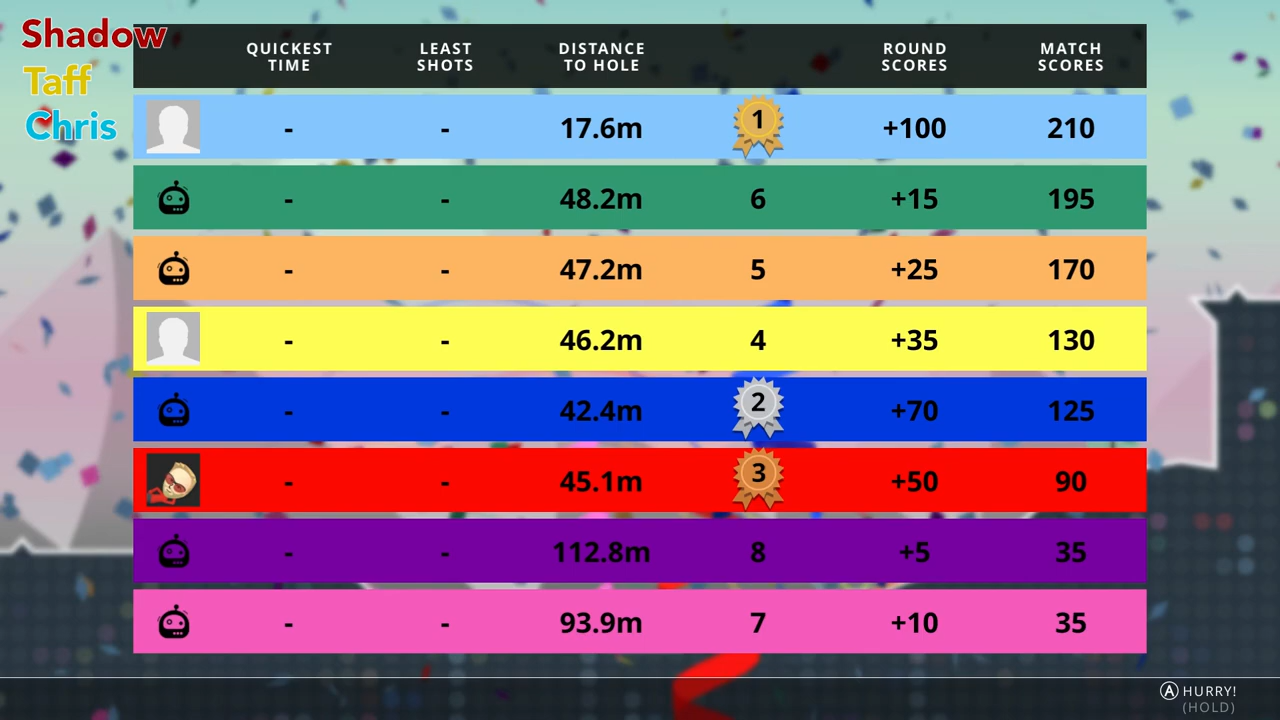 Shadow
Taff
Chris
QUICKEST TIME LEAST SHOTS DISTANCE TO HOLE ROUND SCORES MATCH SCORES
- - 17.6m 1 +100 210
- - 48.2m 6 +15 195
- - 47.2m 5 +25 170
- - 46.2m 4 +35 130
- - 42.4m 2 +70 125
- - 45.1m 3 +50 90
- - 112.8m 8 +5 35
- - 93.9m 7 +10 35
A HURRY!
(HOLD)